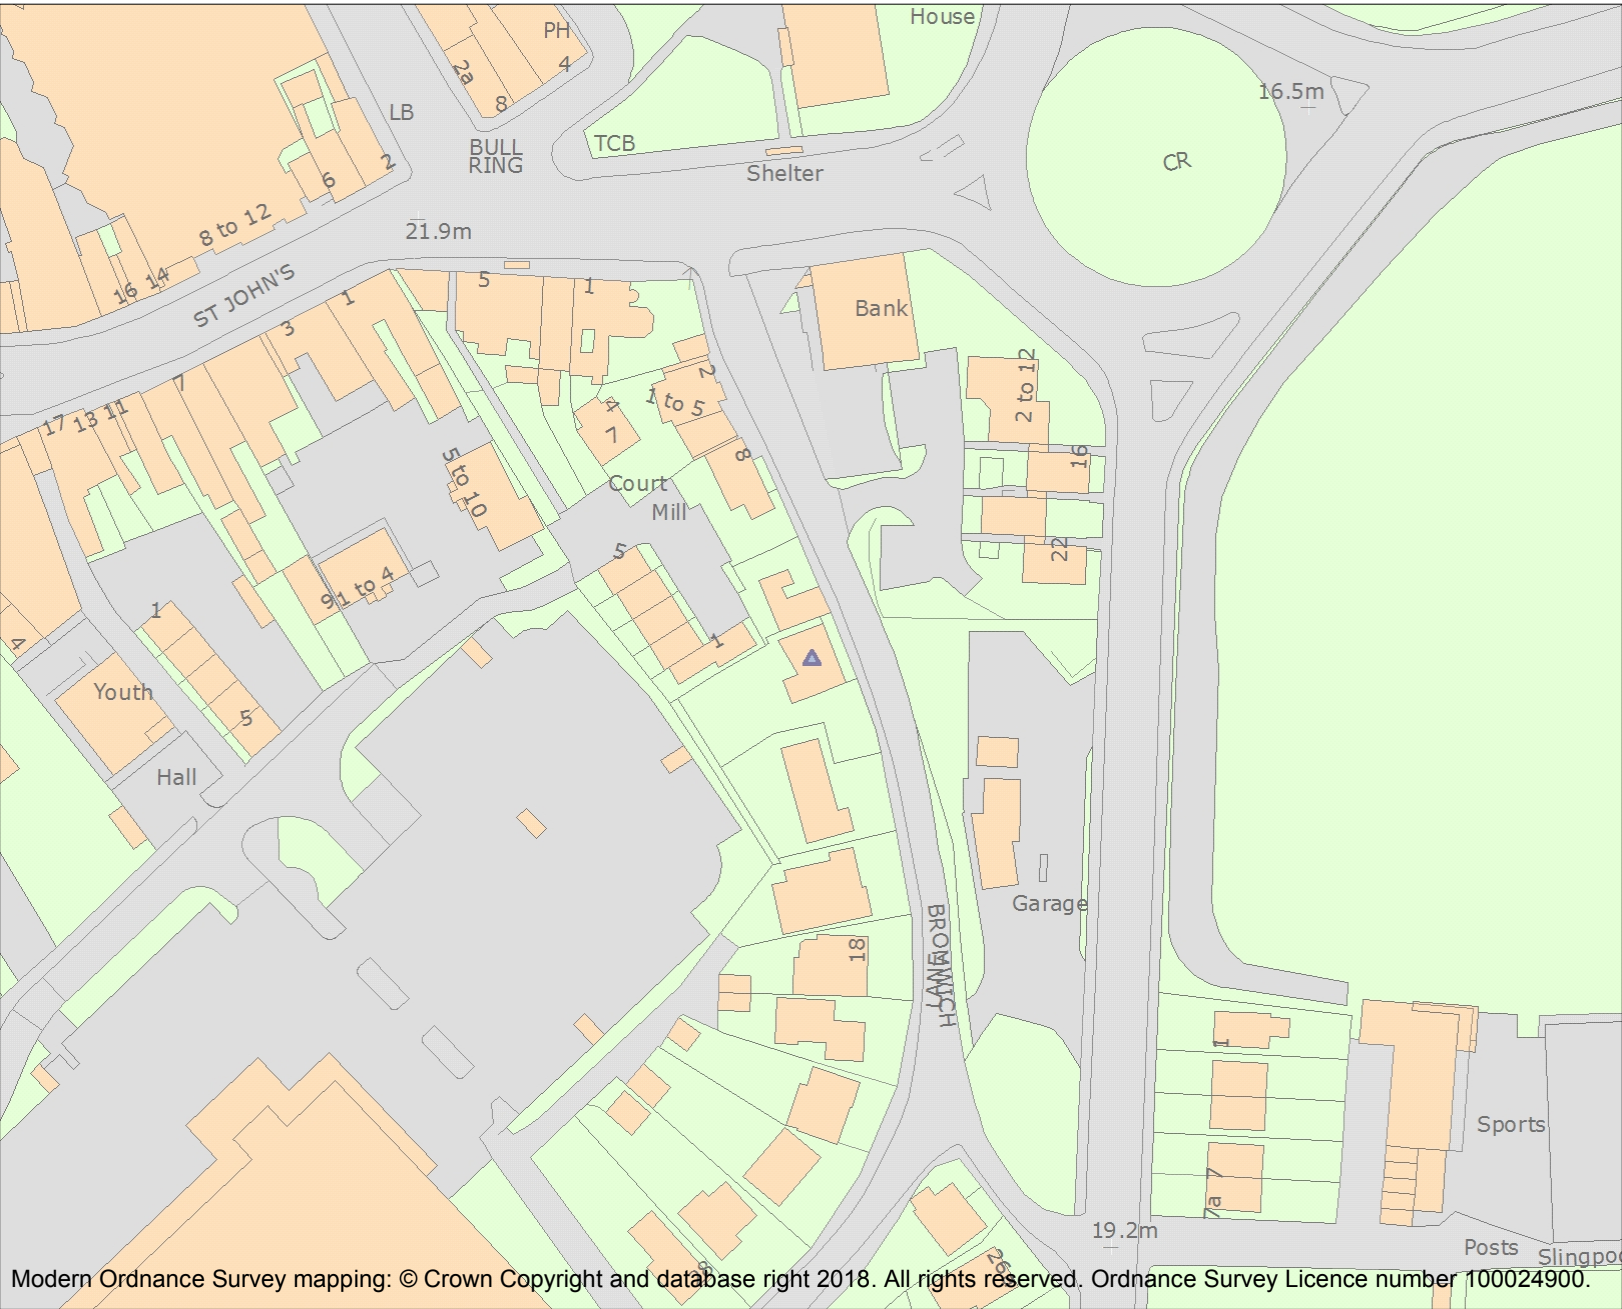 House
PH
4
2a
8
LB
16.5m
TCB
BULL
RING
CR
Shelter
2
6
8 to 12
21.9m
16 14
ST JOHN'S
5
1
Bank
1
3
7
2 to 12
2
1 to 5
4
7
17 13 11
8
16
5 to 10
Court
Mill
5
22
9
1 to 4
1
4
1
Youth
5
Hall
Garage
18
BROMWICH
1
Sports
7
7a
19.2m
Posts
26
8
Modern Ordnance Survey mapping: © Crown Copyright and database right 2018. All rights reserved. Ordnance Survey Licence number 100024900.